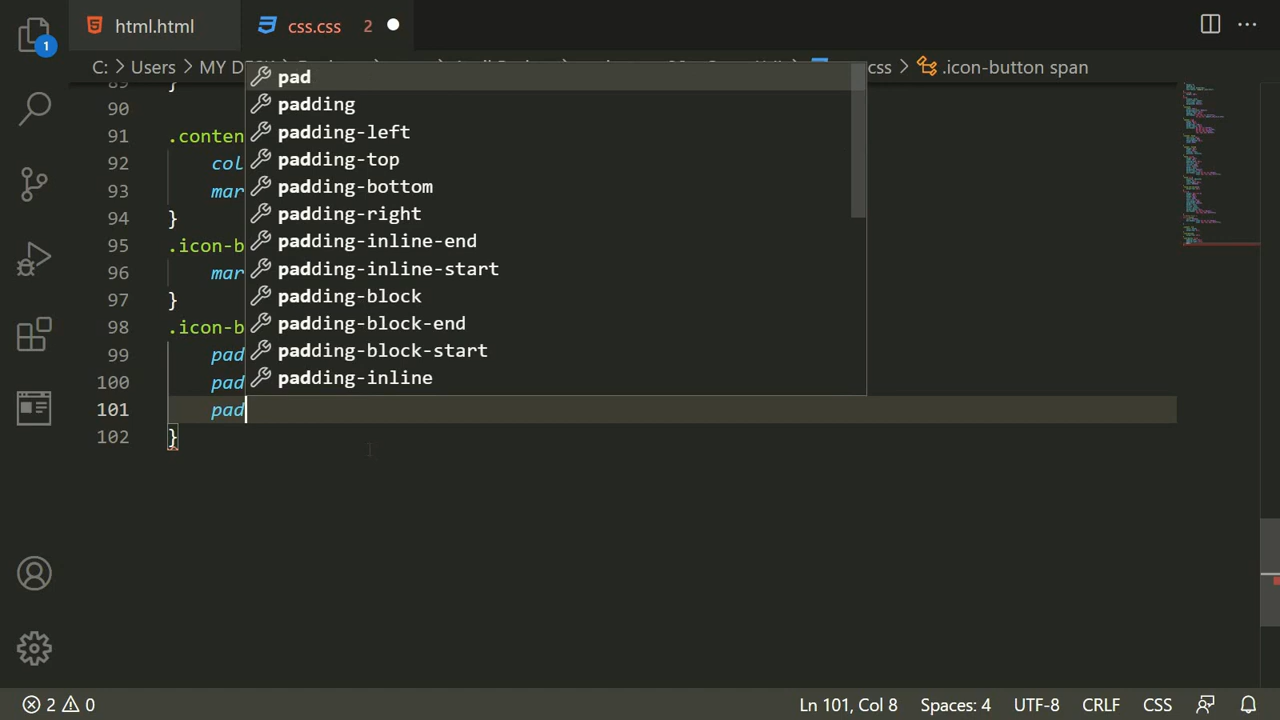 html.html
css.css 2
1
C: > Users > MY css > .icon-button span
pad
padding
padding-left
padding-top
padding-bottom
padding-right
padding-inline-end
padding-inline-start
padding-block
padding-block-end
padding-block-start
padding-inline
89 }
90
91 .conten
92 col
93 mar
94 }
95 .icon-b
96 mar
97 }
98 .icon-b
99 pad
100 pad
101 pad
102 }
2 0
Ln 101, Col 8 Spaces: 4 UTF-8 CRLF CSS